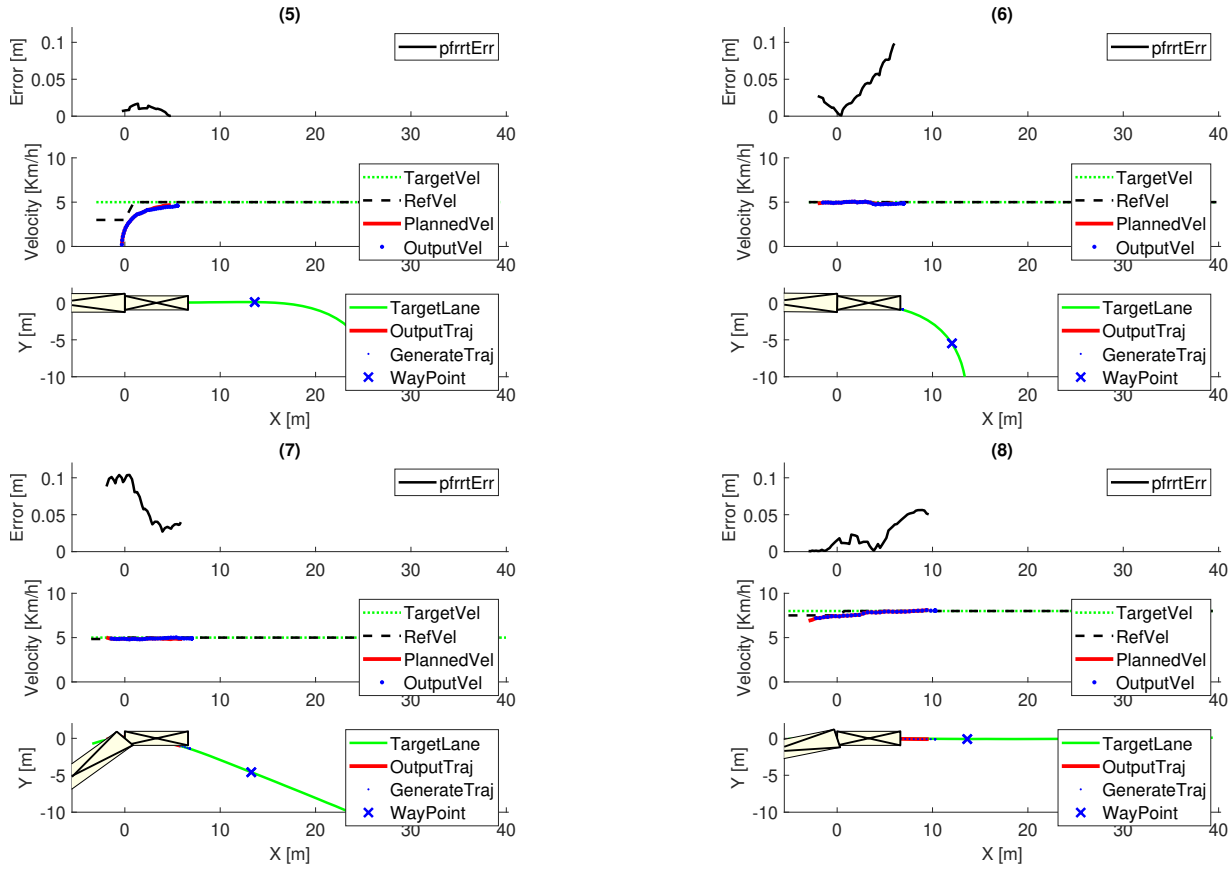 (5)
Error [m]
0.1
0.05
0
pfrrtErr
0 10 20 30 40
Velocity [Km/h]
10
5
0
TargetVel
RefVel
PlannedVel
OutputVel
0 10 20 30 40
Y [m]
0
-5
-10
TargetLane
OutputTraj
GenerateTraj
WayPoint
0 10 20 30 40
X [m]
(6)
Error [m]
0.1
0.05
0
pfrrtErr
0 10 20 30 40
Velocity [Km/h]
10
5
0
TargetVel
RefVel
PlannedVel
OutputVel
0 10 20 30 40
Y [m]
0
-5
-10
TargetLane
OutputTraj
GenerateTraj
WayPoint
0 10 20 30 40
X [m]
(7)
Error [m]
0.1
0.05
0
pfrrtErr
0 10 20 30 40
Velocity [Km/h]
10
5
0
TargetVel
RefVel
PlannedVel
OutputVel
0 10 20 30 40
Y [m]
0
-5
-10
TargetLane
OutputTraj
GenerateTraj
WayPoint
0 10 20 30 40
X [m]
(8)
Error [m]
0.1
0.05
0
pfrrtErr
0 10 20 30 40
Velocity [Km/h]
10
5
0
TargetVel
RefVel
PlannedVel
OutputVel
0 10 20 30 40
Y [m]
0
-5
-10
TargetLane
OutputTraj
GenerateTraj
WayPoint
0 10 20 30 40
X [m]